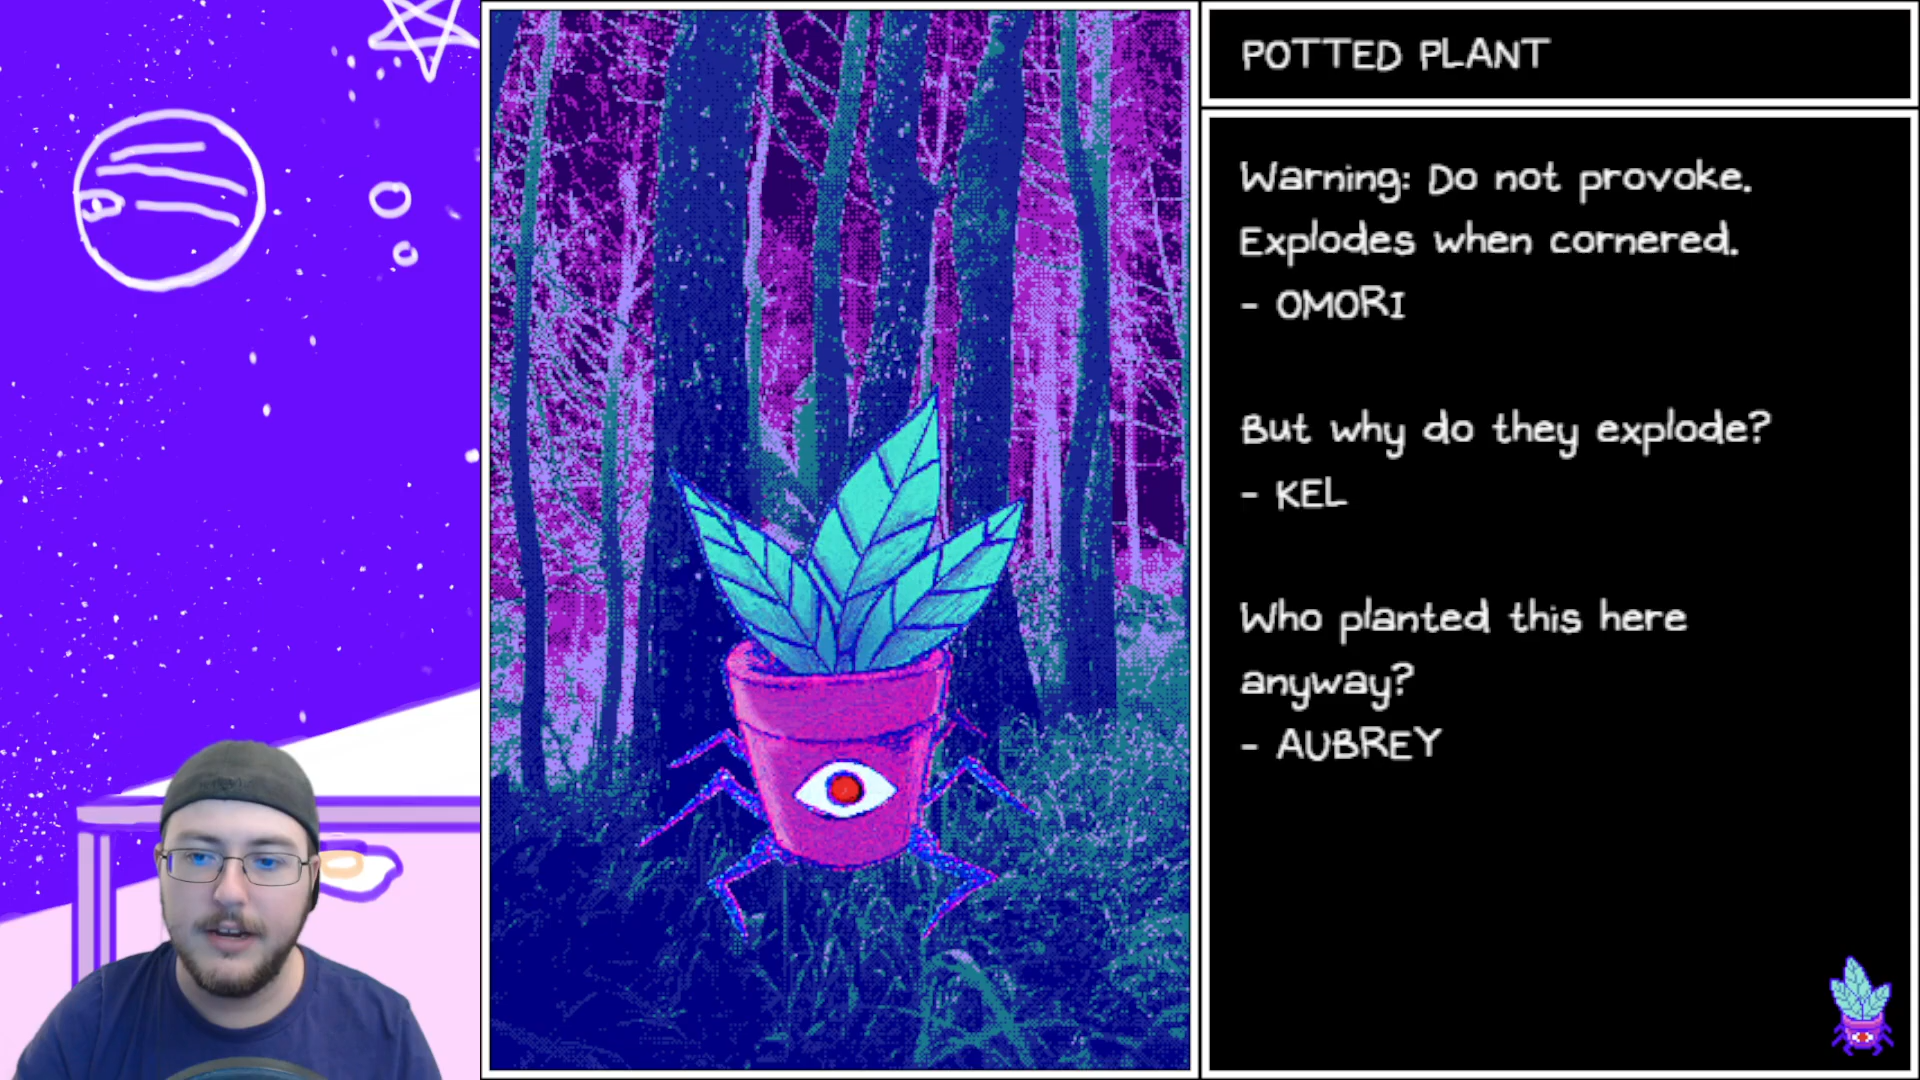 POTTED PLANT
Warning: Do not provoke.
Explodes when cornered.
- OMORI
But why do they explode?
- KEL
Who planted this here
anyway?
- AUBREY